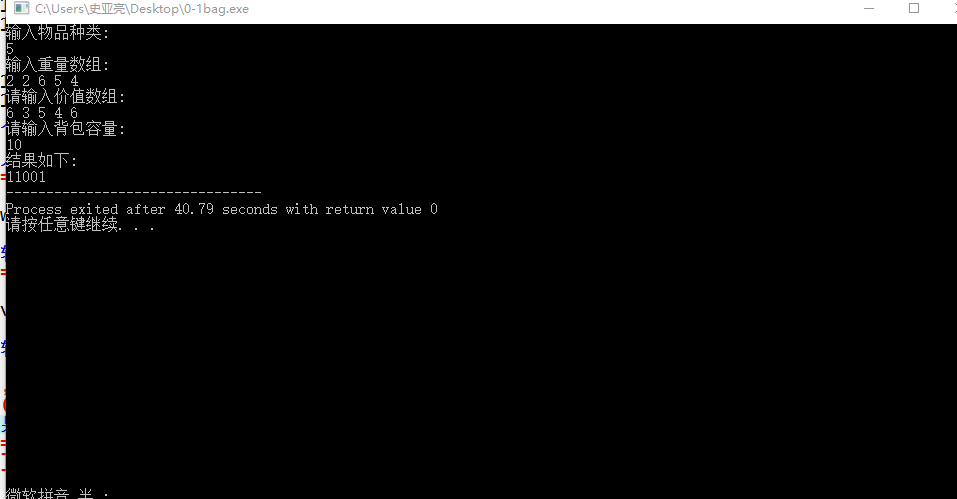 C:\Users\史亚亮\Desktop\0-1bag.exe
输入物品种类:
5
输入重量数组:
2 2 6 5 4
请输入价值数组:
6 3 5 4 6
请输入背包容量:
10
结果如下:
11001
--------------------------------
Process exited after 40.79 seconds with return value 0
请按任意键继续. . .
微软拼音 半 :